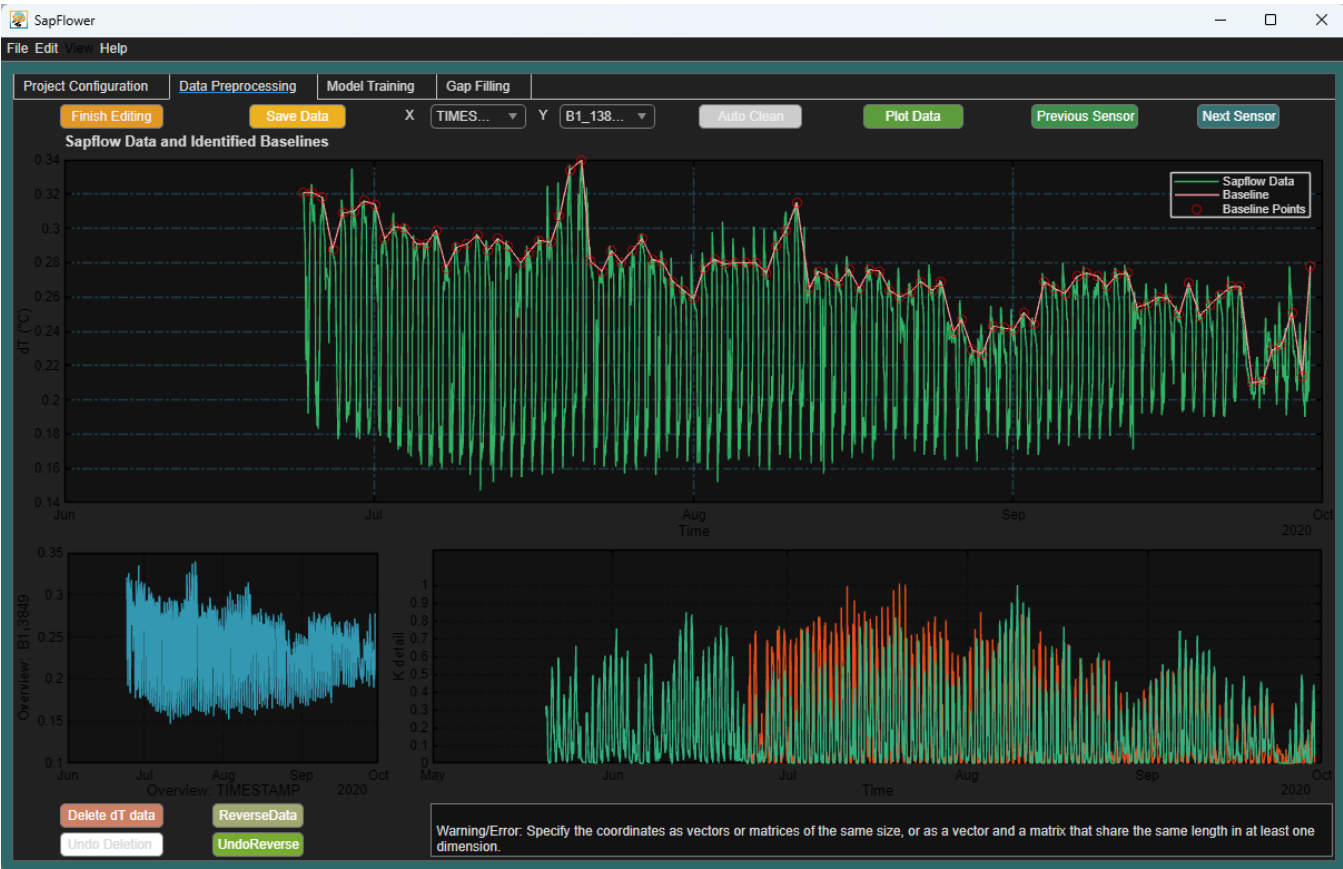 SapFlower
File Edit View Help
Project Configuration Data Preprocessing Model Training Gap Filling
Finish Editing Save Data X TIMES... Y B1_138... Auto Clean Plot Data Previous Sensor Next Sensor
Sapflow Data and Identified Baselines
0.34
0.32
0.3
0.28
0.26
0.24
0.22
0.2
0.18
0.16
0.14
dT (°C)
Sapflow Data
Baseline
Baseline Points
Jun Jul Aug Sep Oct
Time 2020
0.35
0.3
0.25
0.2
0.15
0.1
Overview: B1₁3849
Jun Jul Aug Sep Oct
Overview: TIMESTAMP 2020
1
0.9
0.8
0.7
0.6
0.5
0.4
0.3
0.2
0.1
0
K detail
May Jun Jul Aug Sep Oct
Time 2020
Delete dT data ReverseData
Undo Deletion UndoReverse
Warning/Error: Specify the coordinates as vectors or matrices of the same size, or as a vector and a matrix that share the same length in at least one
dimension.